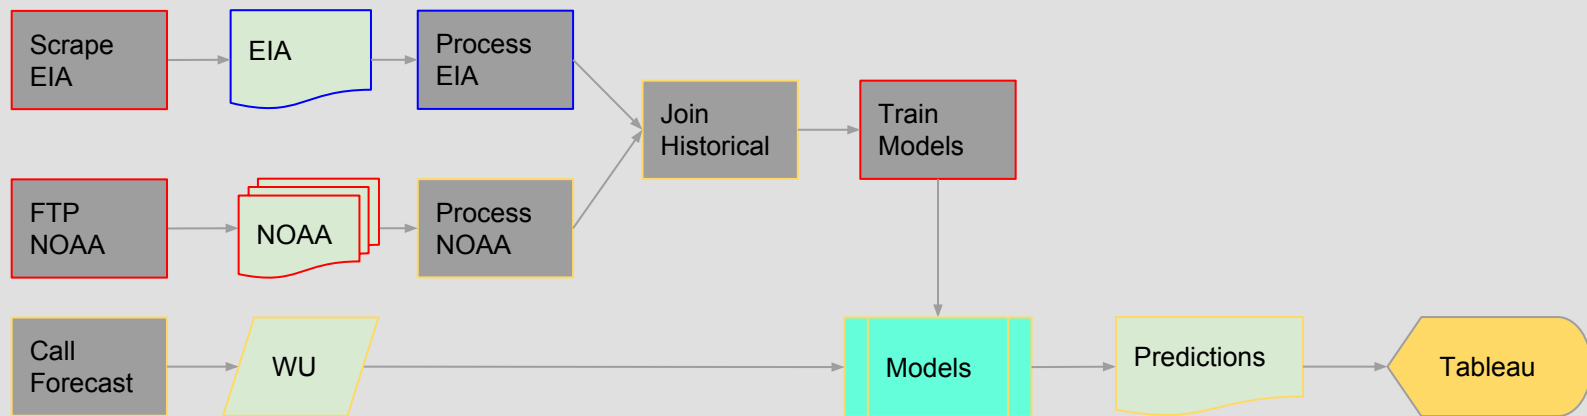 Scrape
EIA
EIA
Process
EIA
Join
Historical
Train
Models
FTP
NOAA
NOAA
Process
NOAA
Call
Forecast
WU
Models
Predictions
Tableau